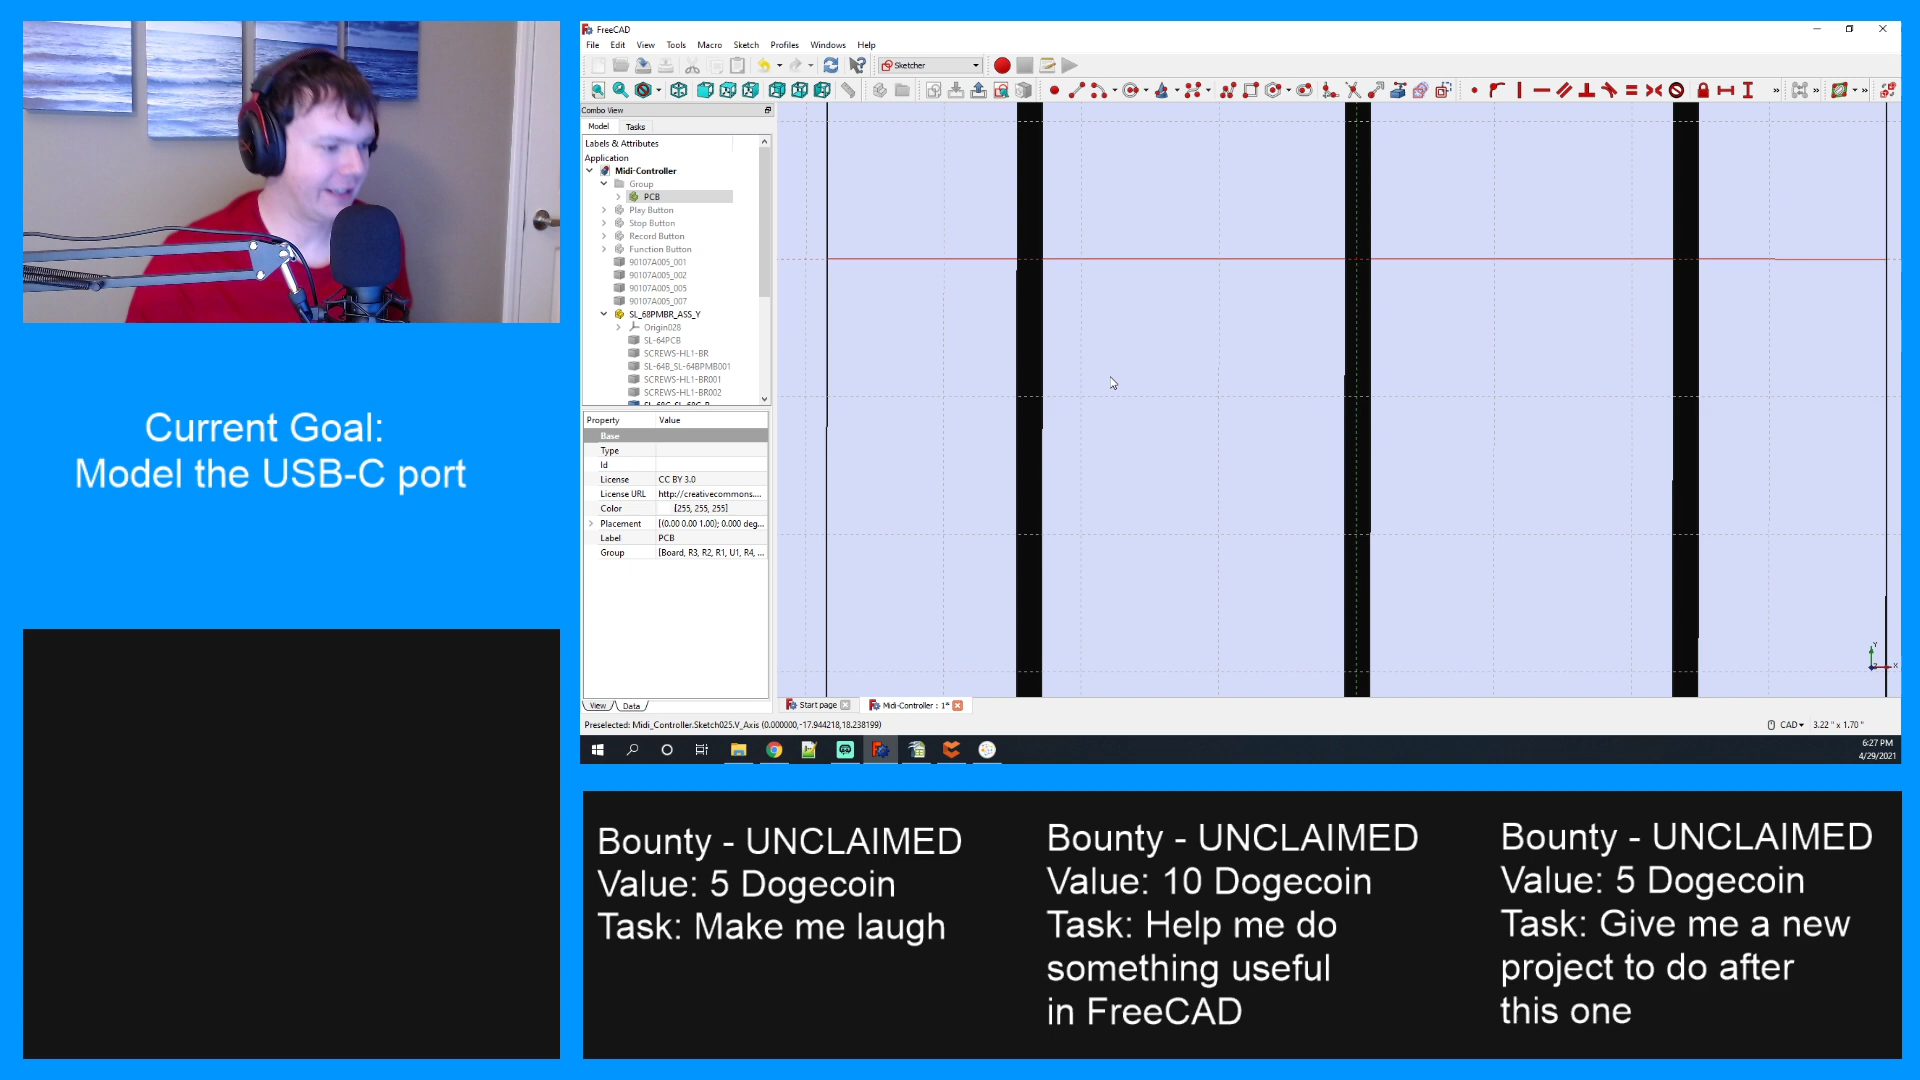 FreeCAD
File Edit View Tools Macro Sketch Profiles Windows Help
Sketcher
Combo View
Model Tasks
Labels & Attributes
Application
Midi-Controller
Group
PCB
Play Button
Stop Button
Record Button
Function Button
90107A005_001
90107A005_002
90107A005_005
90107A005_007
SL_68PMBR_ASS_Y
Origin028
SL-64PCB
SCREWS-HL1-BR
SL-64B_SL-64BPMB001
SCREWS-HL1-BR001
SCREWS-HL1-BR002
Property Value
Base
Type
Id
License CC BY 3.0
License URL http://creativecommons....
Color [255, 255, 255]
Placement [(0.00 0.00 1.00); 0.000 deg...
Label PCB
Group [Board, R3, R2, R1, U1, R4, ...
View Data
Start page Midi-Controller : 1*
Preselected: Midi_Controller.Sketch025.V_Axis (0.000000,-17.944218,18.238199)
CAD 3.22 " x 1.70 "
Y
X
6:27 PM
4/29/2021
Current Goal:
Model the USB-C port
Bounty - UNCLAIMED
Value: 5 Dogecoin
Task: Make me laugh
Bounty - UNCLAIMED
Value: 10 Dogecoin
Task: Help me do
something useful
in FreeCAD
Bounty - UNCLAIMED
Value: 5 Dogecoin
Task: Give me a new
project to do after
this one